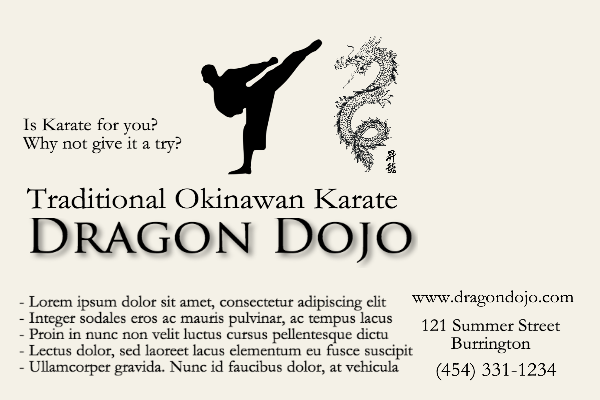 Is Karate for you?
Why not give it a try?
昇龍
Traditional Okinawan Karate
DRAGON DOJO
- Lorem ipsum dolor sit amet, consectetur adipiscing elit
- Integer sodales eros ac mauris pulvinar, ac tempus lacus
- Proin in nunc non velit luctus cursus pellentesque dictu
- Lectus dolor, sed laoreet lacus elementum eu fusce suscipit
- Ullamcorper gravida. Nunc id faucibus dolor, at vehicula
www.dragondojo.com
121 Summer Street
Burrington
(454) 331-1234